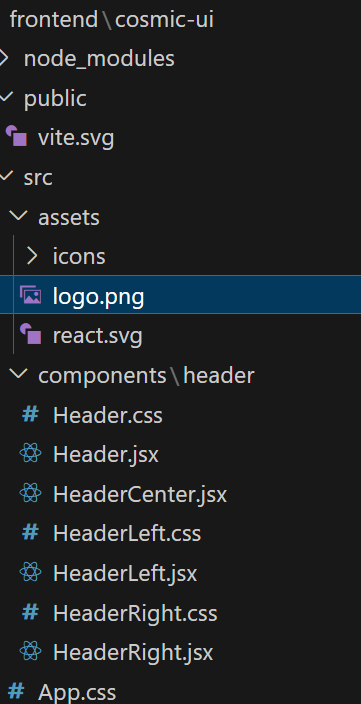 frontend\cosmic-ui
node_modules
public
vite.svg
src
assets
icons
logo.png
react.svg
components\header
# Header.css
Header.jsx
HeaderCenter.jsx
# HeaderLeft.css
HeaderLeft.jsx
# HeaderRight.css
HeaderRight.jsx
# App.css